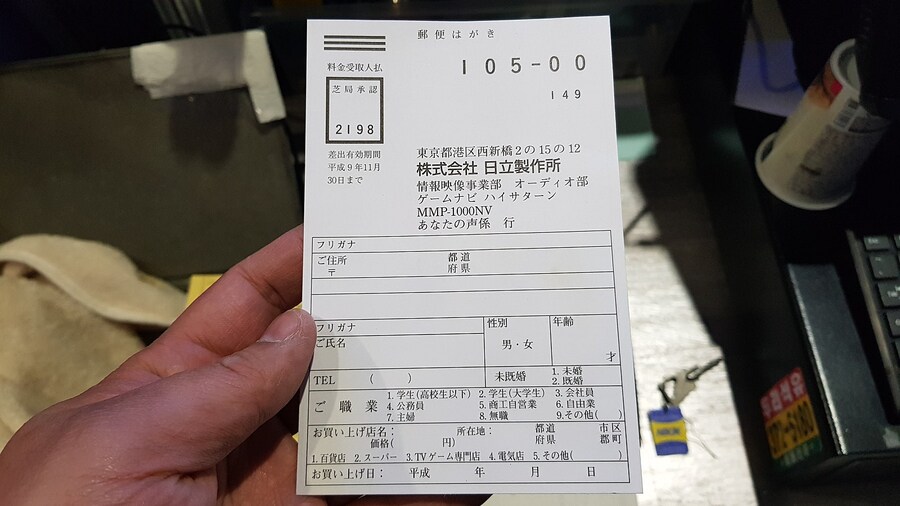 郵便はがき
料金受取人払
105-00
149
芝局承認
2198
差出有効期間
平成9年11月
30日まで
東京都港区西新橋2の15の12
株式会社 日立製作所
情報映像事業部 オーディオ部
ゲームナビ ハイサターン
MMP-1000NV
あなたの声係 行
フリガナ
ご住所 都道
〒 府県
フリガナ 性別 年齢
ご氏名 男・女 才
TEL ( ) 未既婚 1.未婚
2.既婚
ご職業 1.学生(高校生以下) 2.学生(大学生) 3.会社員
4.公務員 5.商工自営業 6.自由業
7.主婦 8.無職 9.その他( )
お買い上げ店名: 所在地: 都道 市区
価格( 円) 府県 郡町
1.百貨店 2.スーパー 3.TVゲーム専門店 4.電気店 5.その他( )
お買い上げ日: 平成 年 月 日